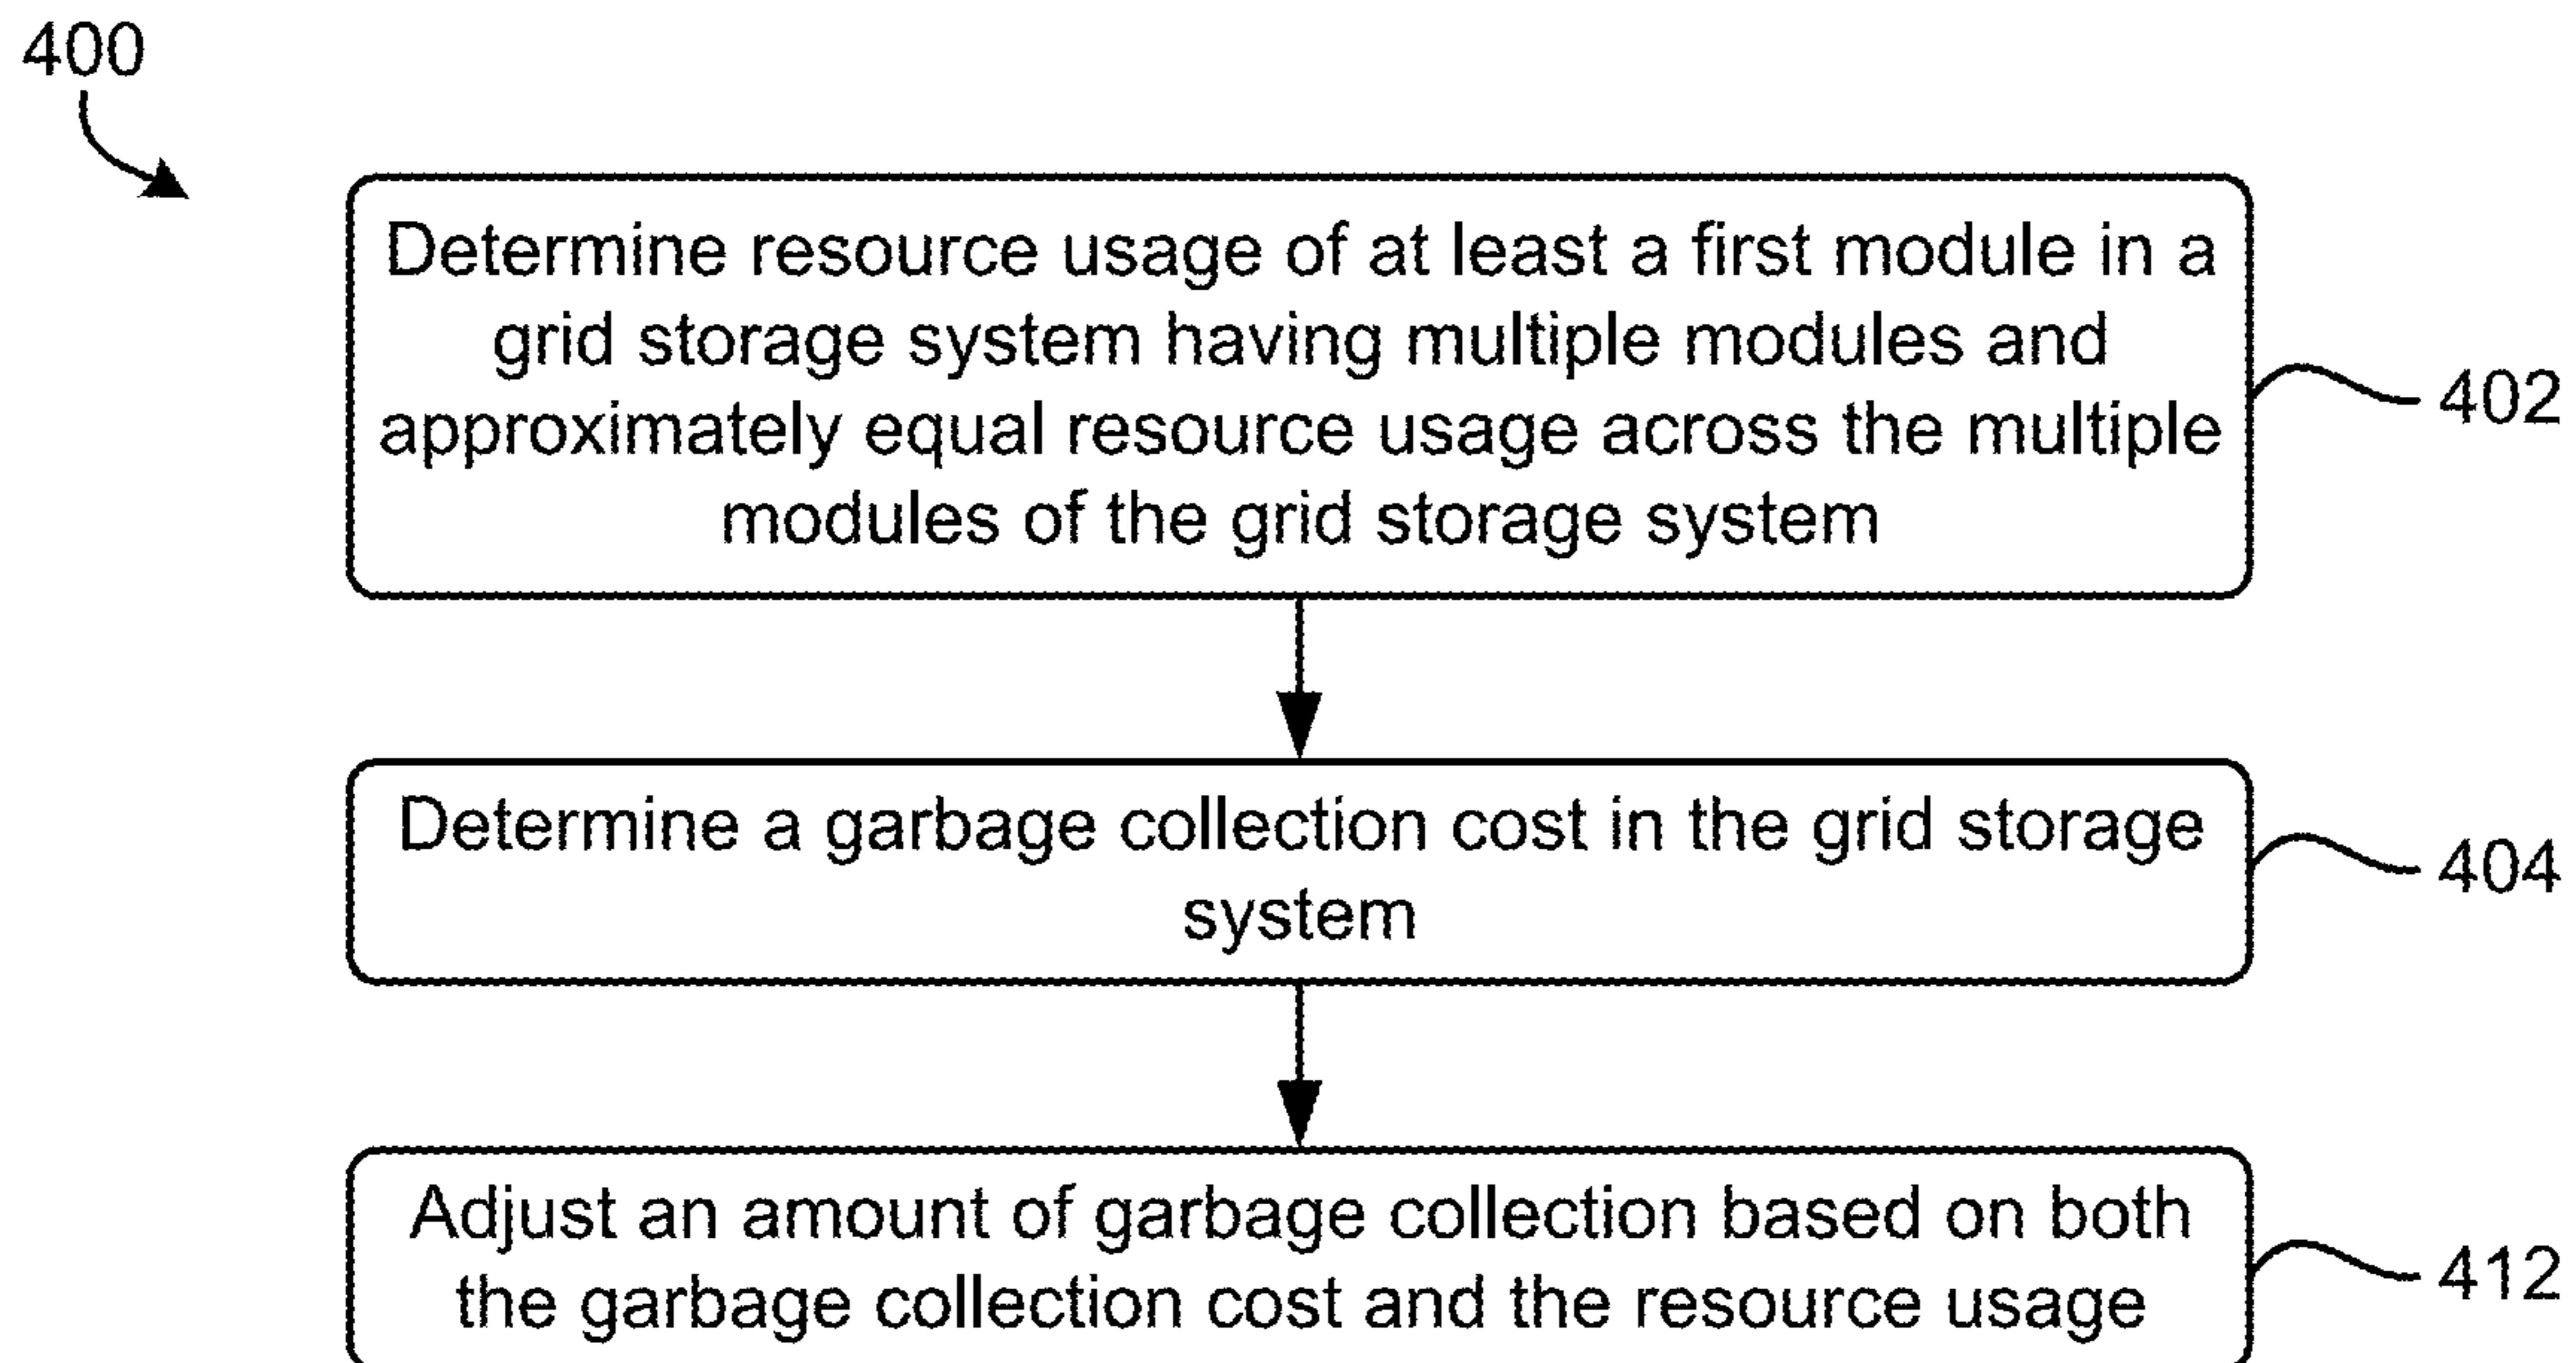 400
Determine resource usage of at least a first module in a
grid storage system having multiple modules and
approximately equal resource usage across the multiple
modules of the grid storage system
402
Determine a garbage collection cost in the grid storage
system
404
Adjust an amount of garbage collection based on both
the garbage collection cost and the resource usage
412